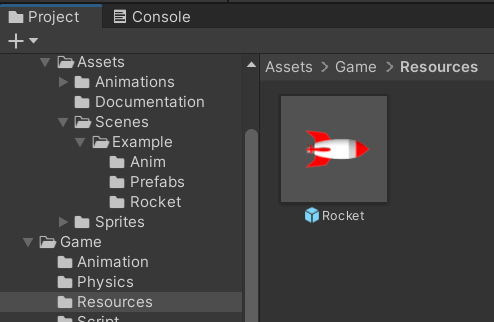 Project
Console
Assets
Animations
Documentation
Scenes
Example
Anim
Prefabs
Rocket
Sprites
Game
Animation
Physics
Resources
Script
Assets > Game > Resources
Rocket